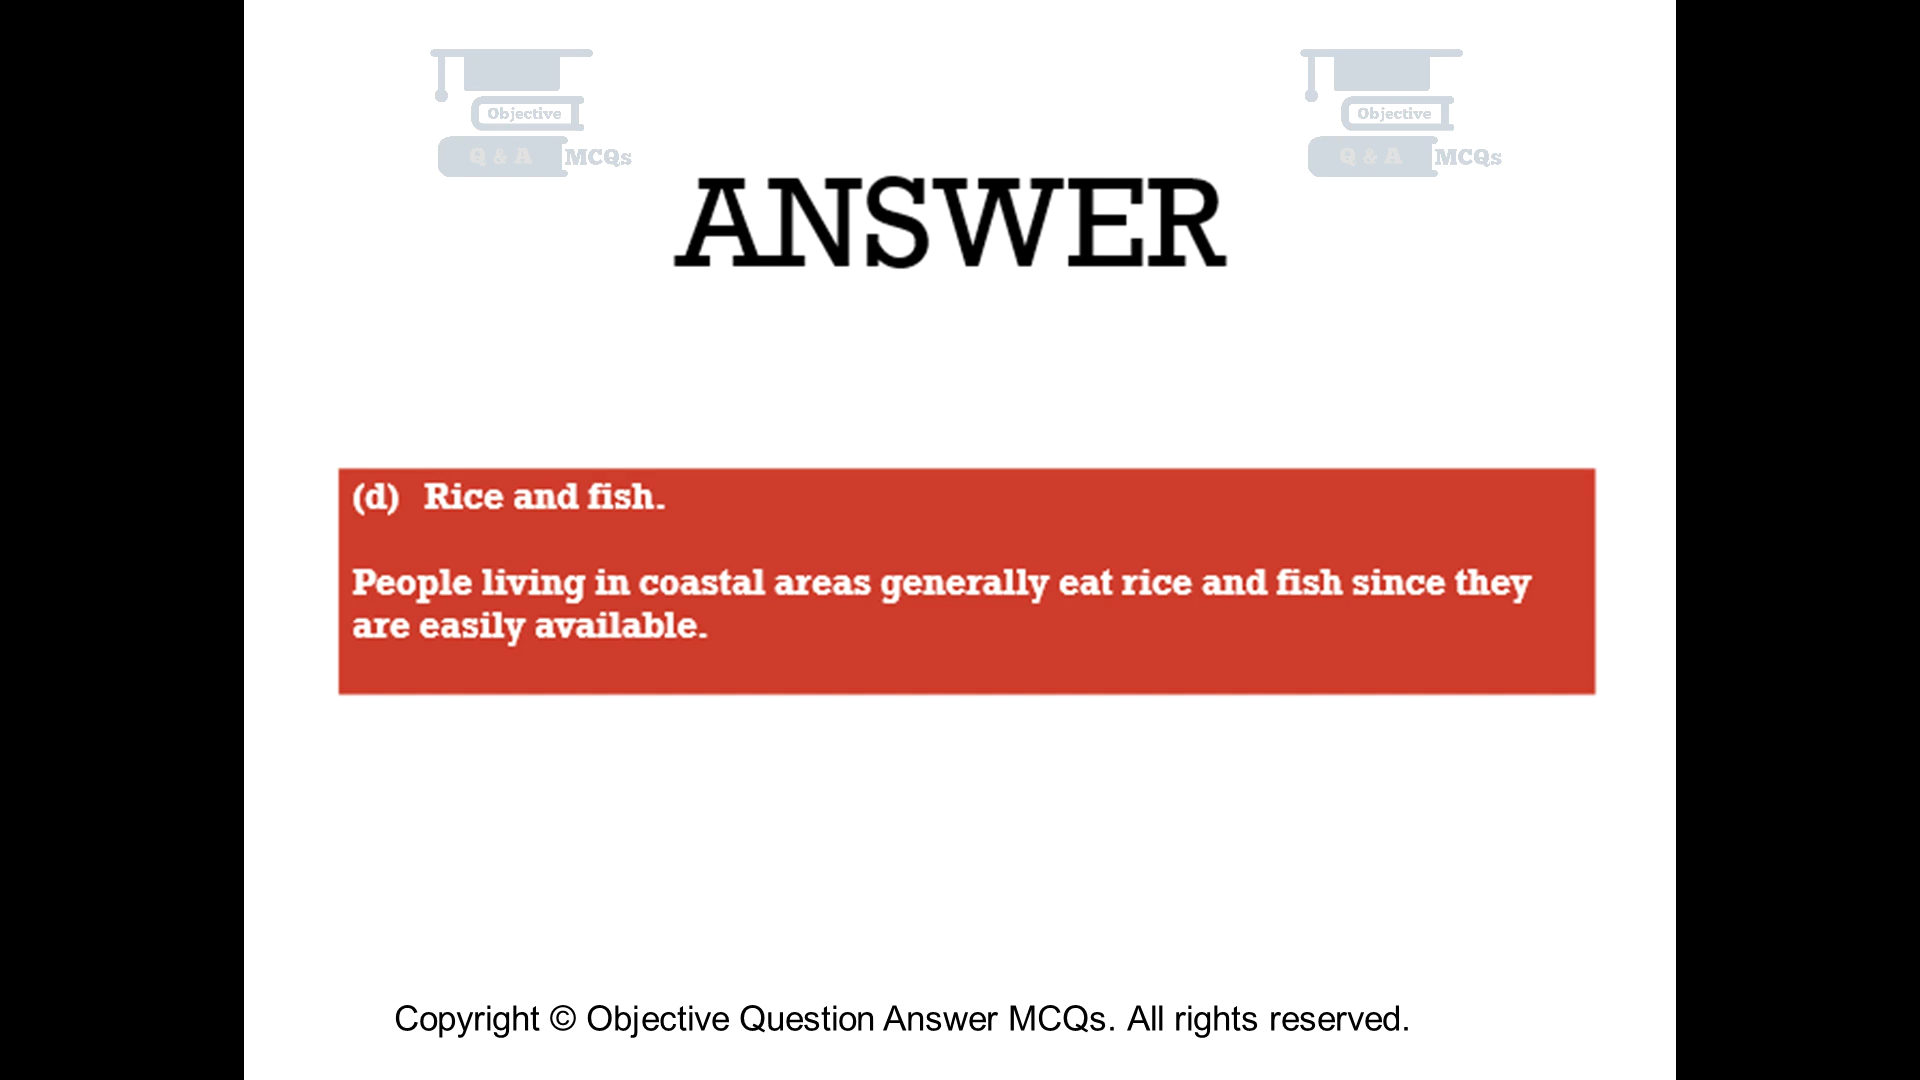 Objective
Q & A MCQs
Objective
Q & A MCQs
ANSWER
(d) Rice and fish.
People living in coastal areas generally eat rice and fish since they
are easily available.
Copyright © Objective Question Answer MCQs. All rights reserved.